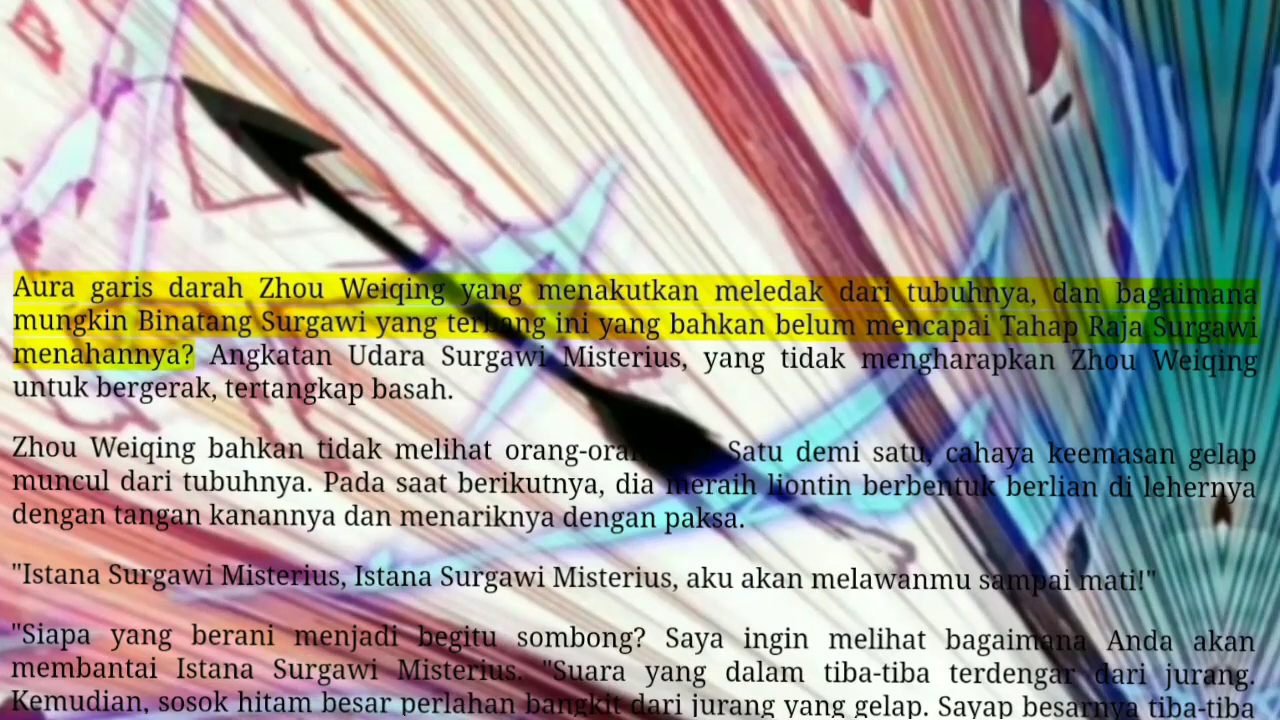 Aura garis darah Zhou Weiqing yang menakutkan meledak dari tubuhnya, dan bagaimana
mungkin Binatang Surgawi yang terbang ini yang bahkan belum mencapai Tahap Raja Surgawi
menahannya? Angkatan Udara Surgawi Misterius, yang tidak mengharapkan Zhou Weiqing
untuk bergerak, tertangkap basah.
Zhou Weiqing bahkan tidak melihat Satu demi satu, cahaya keemasan gelap
muncul dari tubuhnya. Pada saat berikutnya, dia meraih liontin berbentuk berlian di lehernya
dengan tangan kanannya dan menariknya dengan paksa.
"Istana Surgawi Misterius, Istana Surgawi Misterius, aku akan melawanmu sampai mati!"
"Siapa yang berani menjadi begitu sombong? Saya ingin melihat bagaimana Anda akan
membantai Istana Surgawi Misterius. "Suara yang dalam tiba-tiba terdengar dari jurang.
Kemudian, sosok hitam besar perlahan bangkit dari jurang yang gelap. Sayap besarnya tiba-tiba